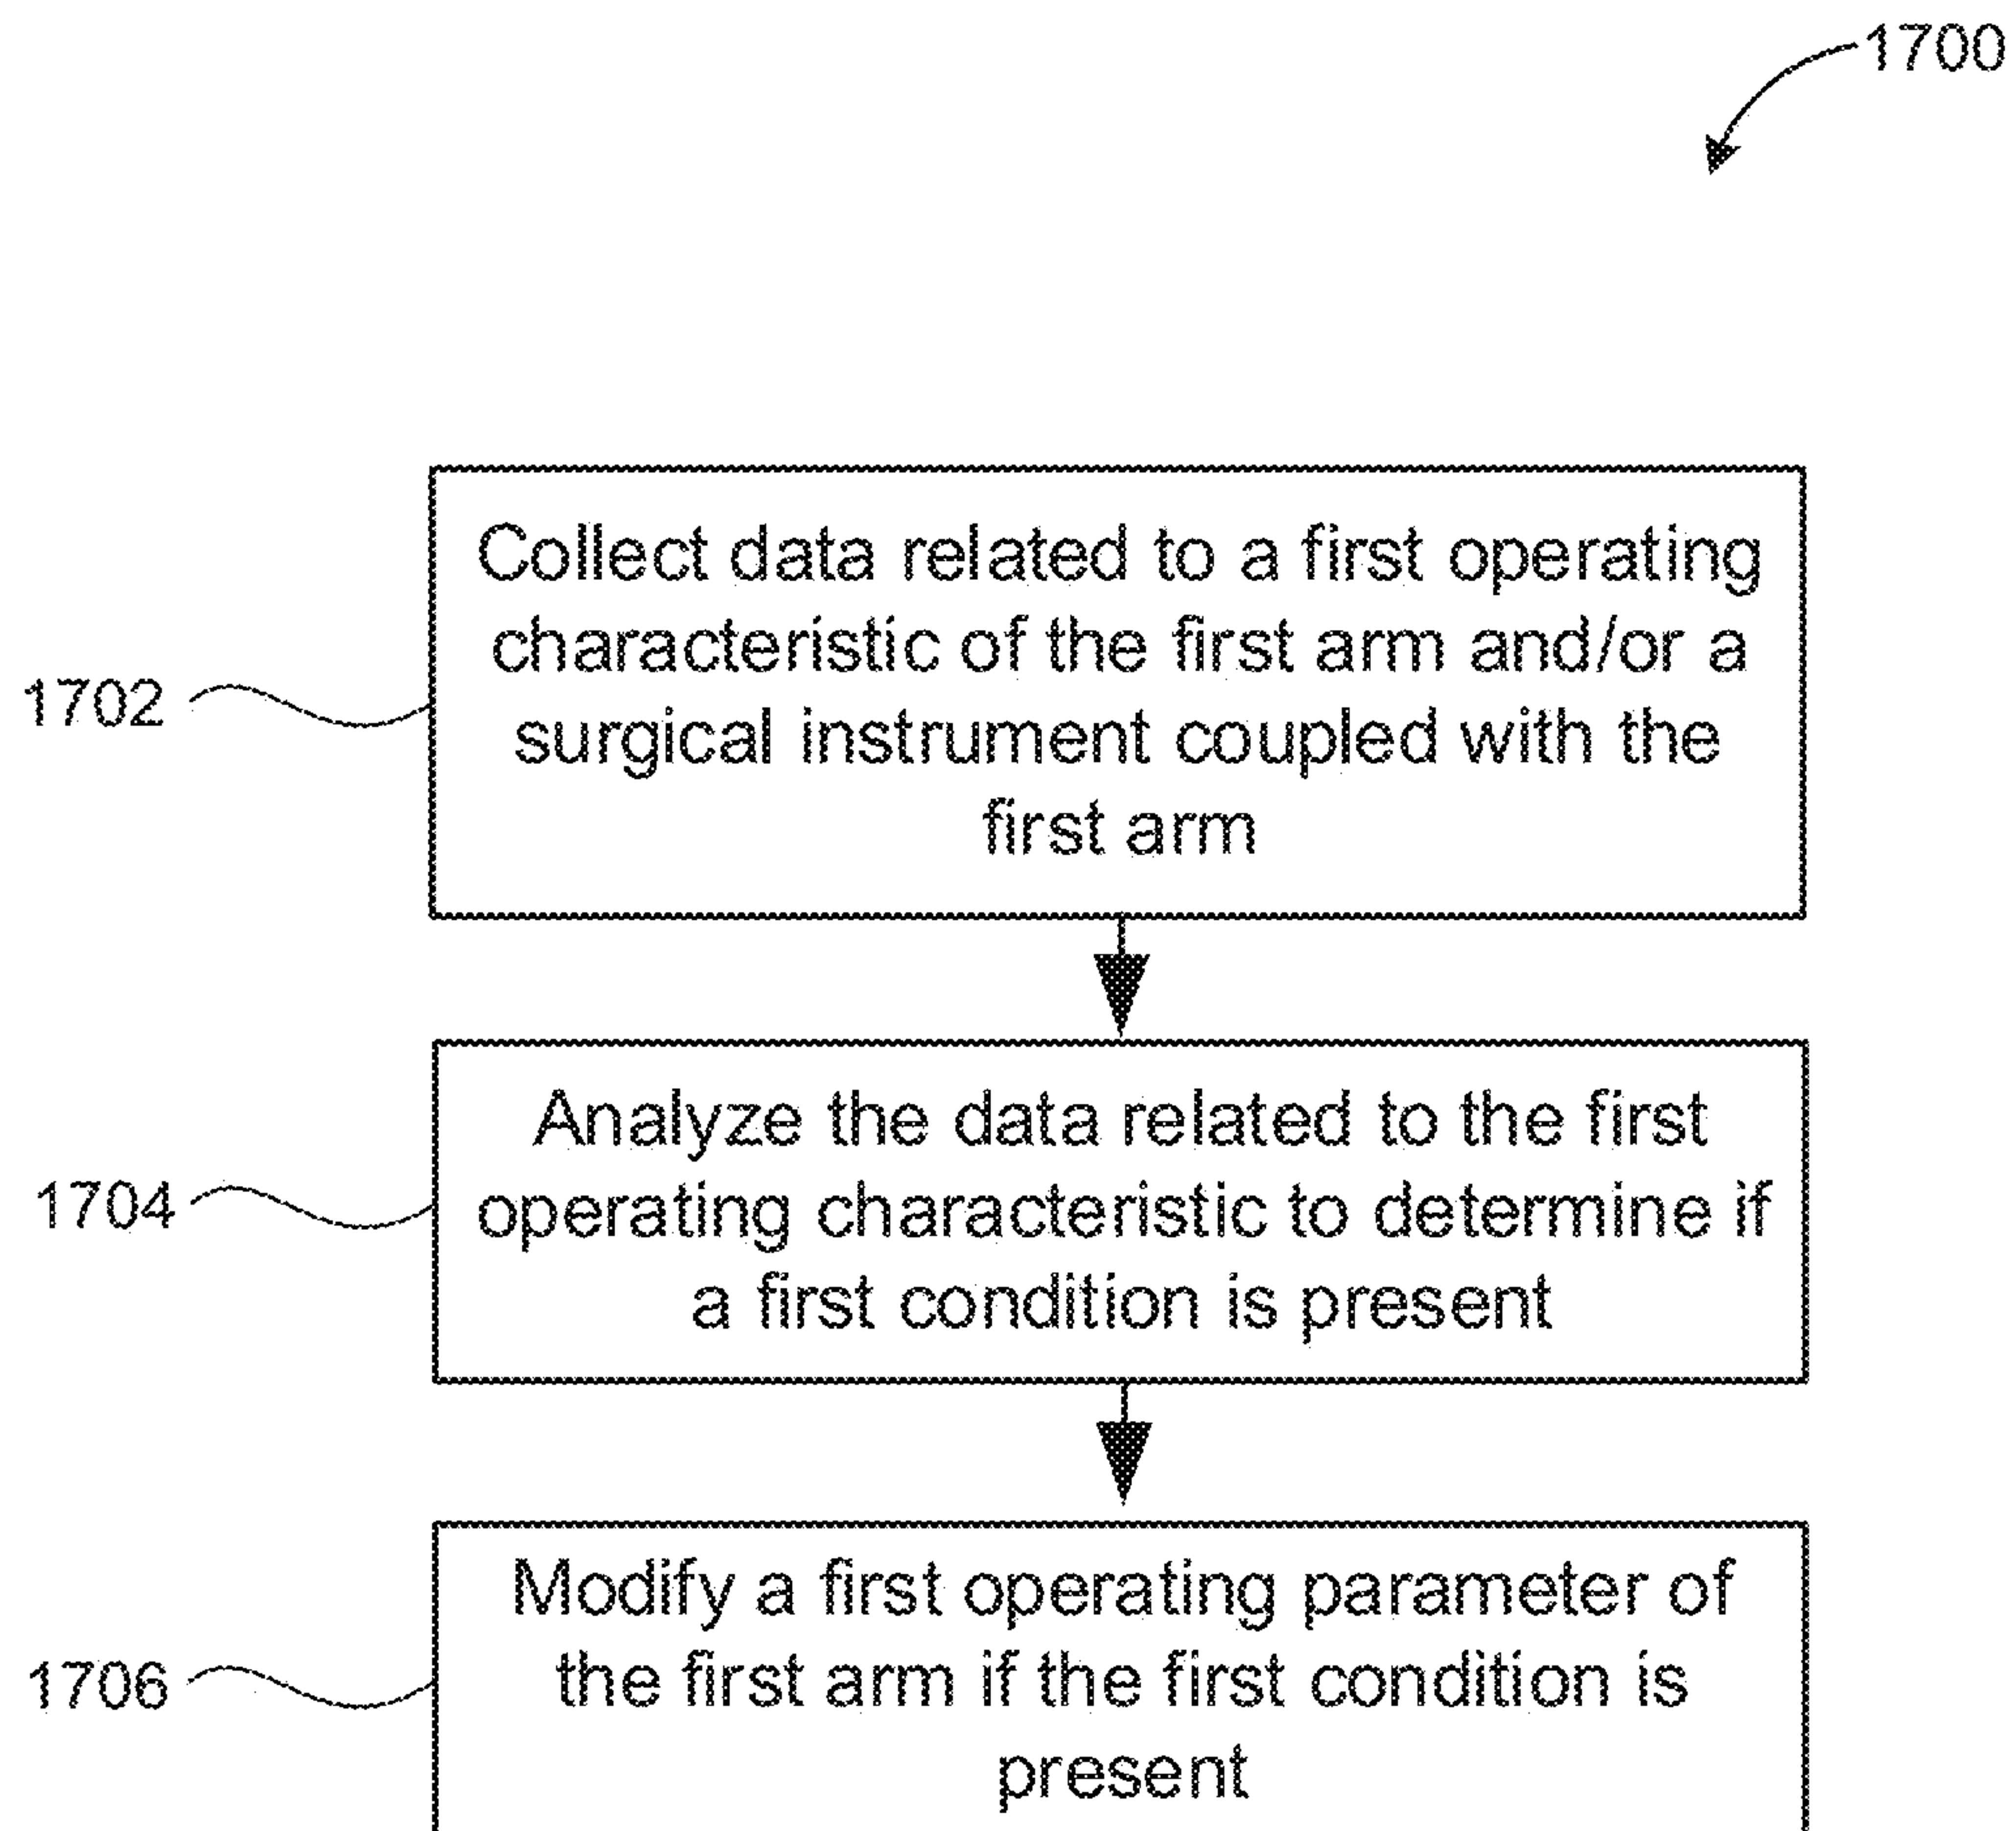 1700
Collect data related to a first operating
characteristic of the first arm and/or a
1702
surgical instrument coupled with the
first arm
Analyze the data related to the first
1704
operating characteristic to determine if
a first condition is present
Modify a first operating parameter of
1706
the first arm if the first condition is
present